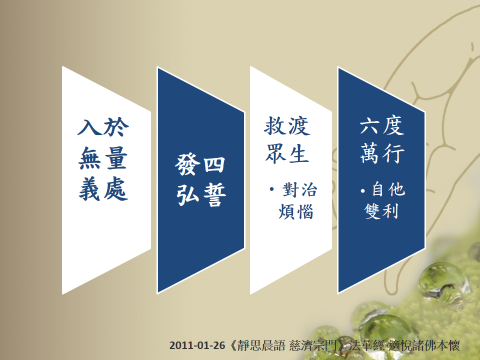 入於
無量
義處
發四
弘誓
救渡
眾生
• 對治
煩惱
六度
萬行
• 自他
雙利
2011-01-26《靜思晨語 慈濟宗門》法華經 適悅諸佛本懷